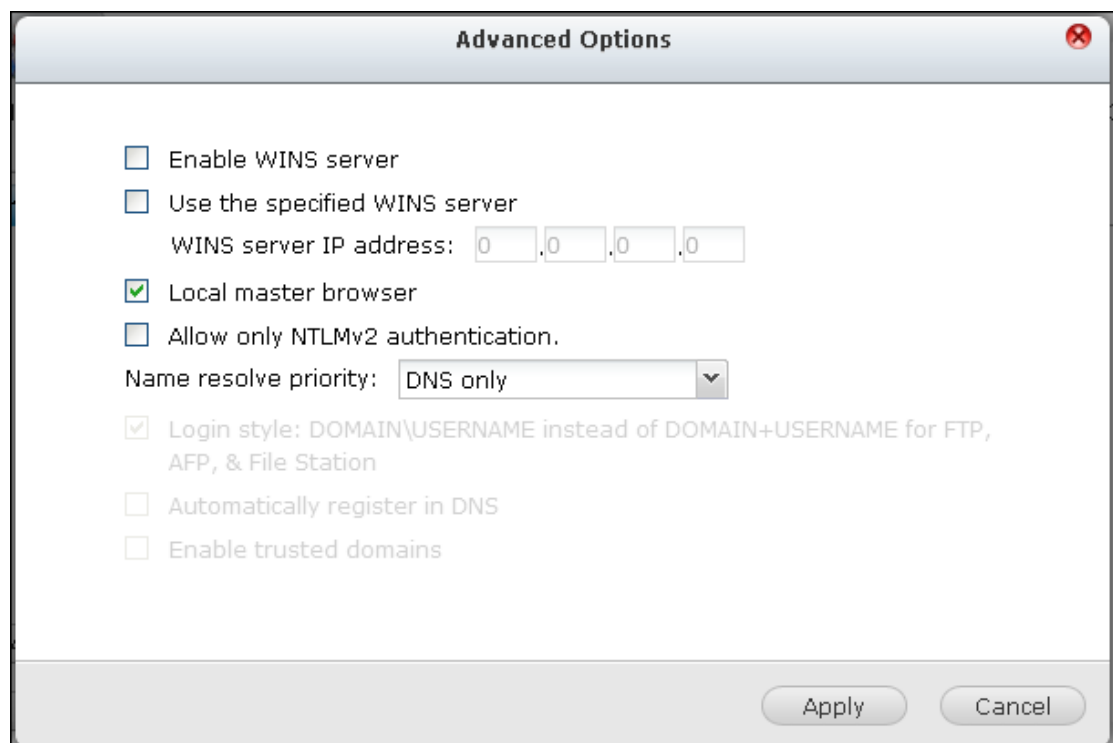 Advanced Options
Enable WINS server
Use the specified WINS server
WINS server IP address: 0 .0 .0 .0
Local master browser
Allow only NTLMv2 authentication.
Name resolve priority: DNS only
Login style: DOMAIN\USERNAME instead of DOMAIN+USERNAME for FTP,
AFP, & File Station
Automatically register in DNS
Enable trusted domains
Apply Cancel